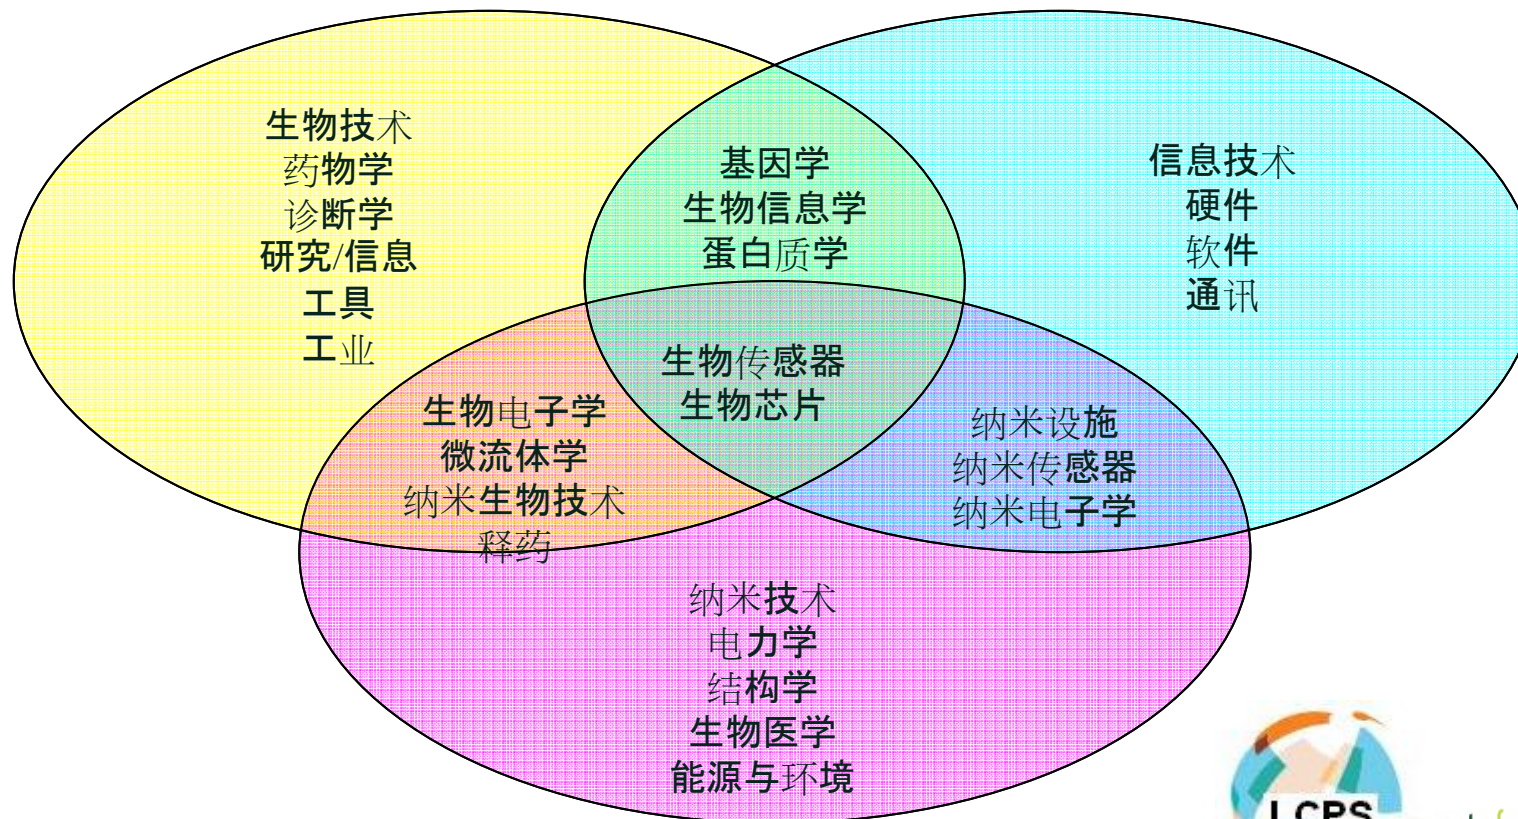 生物技术
药物学
诊断学
研究/信息
工具
工业
基因学
生物信息学
蛋白质学
信息技术
硬件
软件
通讯
生物传感器
生物芯片
生物电子学
微流体学
纳米生物技术
释药
纳米设施
纳米传感器
纳米电子学
纳米技术
电力学
结构学
生物医学
能源与环境
LCPS